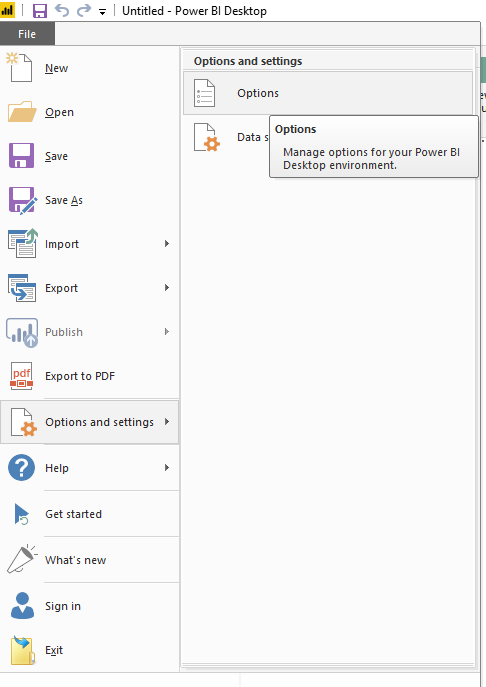 Untitled - Power BI Desktop
File
New
Open
Save
Save As
Import
Export
Publish
pdf
Export to PDF
Options and settings
Help
Get started
What's new
Sign in
Exit
Options and settings
Options
Data s
Options
Manage options for your Power BI
Desktop environment.